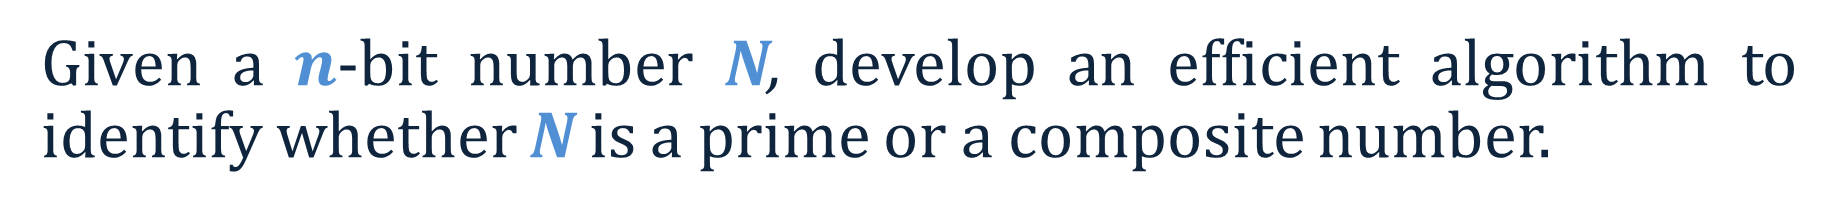 Given a n-bit number N, develop an efficient algorithm to
identify whether N is a prime or a composite number.